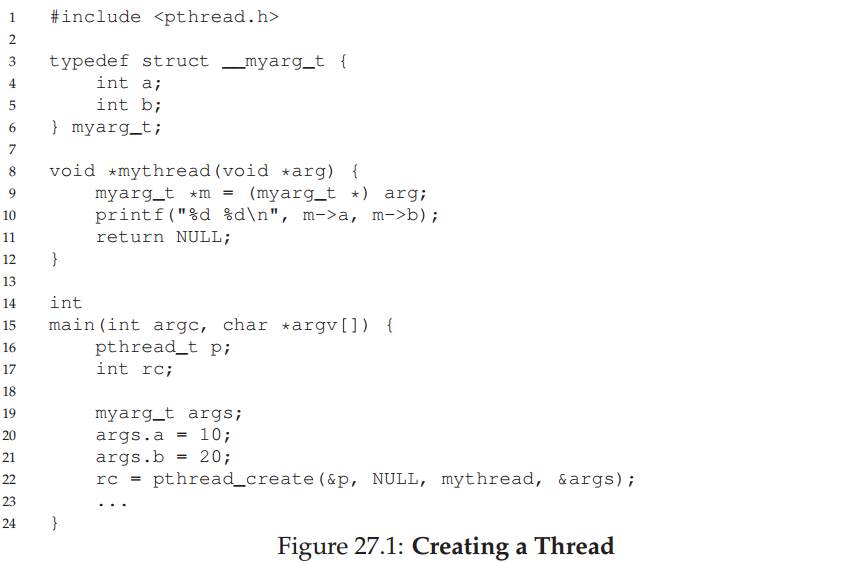 1 #include <pthread.h>
2
3 typedef struct __myarg_t {
4     int a;
5     int b;
6 } myarg_t;
7
8 void *mythread(void *arg) {
9     myarg_t *m = (myarg_t *) arg;
10     printf("%d %d\n", m->a, m->b);
11     return NULL;
12 }
13
14 int
15 main(int argc, char *argv[]) {
16     pthread_t p;
17     int rc;
18
19     myarg_t args;
20     args.a = 10;
21     args.b = 20;
22     rc = pthread_create(&p, NULL, mythread, &args);
23     ...
24 }
Figure 27.1: Creating a Thread